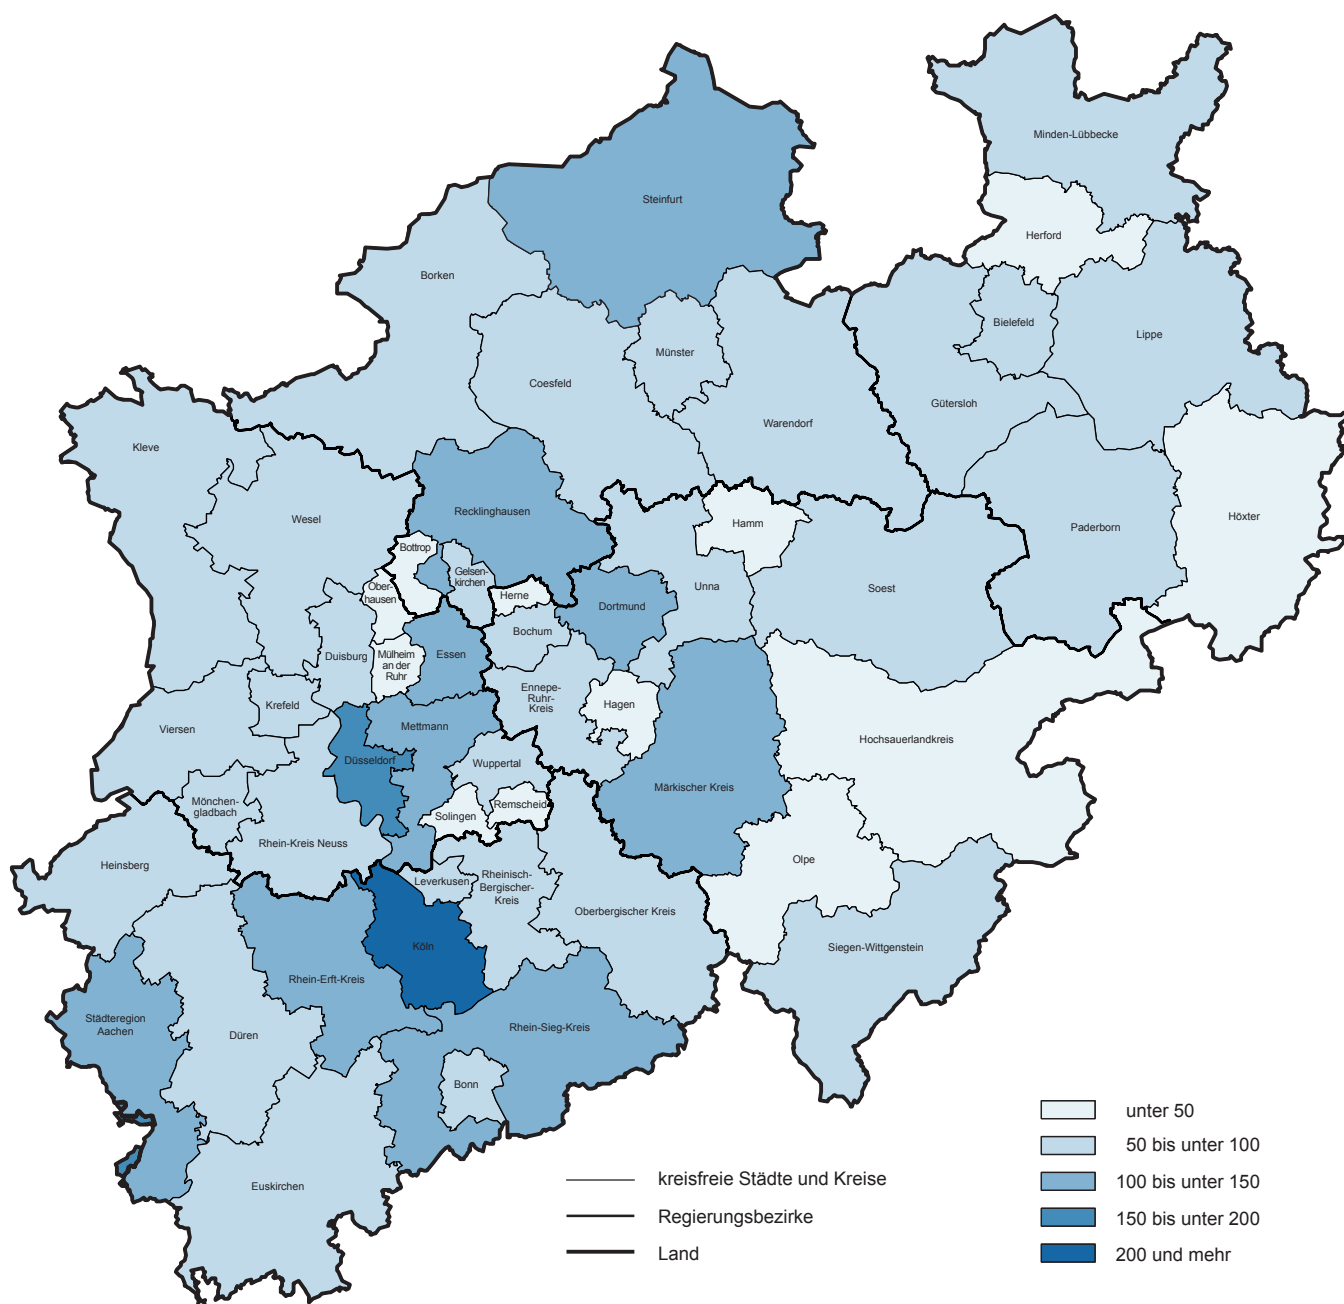 Minden-Lübbecke
Steinfurt
Herford
Borken
Bielefeld
Lippe
Münster
Coesfeld
Gütersloh
Warendorf
Kleve
Wesel
Recklinghausen
Hamm
Höxter
Paderborn
Bottrop
Gelsen-
kirchen
Ober-
hausen
Herne
Unna
Soest
Dortmund
Bochum
Duisburg
Mülheim
an der
Ruhr
Essen
Ennepe-
Ruhr-
Kreis
Hagen
Krefeld
Viersen
Mettmann
Hochsauerlandkreis
Düsseldorf
Wuppertal
Märkischer Kreis
Mönchen-
gladbach
Remscheid
Solingen
Rhein-Kreis Neuss
Heinsberg
Olpe
Leverkusen
Rheinisch-
Bergischer-
Kreis
Oberbergischer Kreis
Köln
Siegen-Wittgenstein
Rhein-Erft-Kreis
Städteregion
Aachen
Düren
Rhein-Sieg-Kreis
Bonn
Euskirchen
kreisfreie Städte und Kreise
Regierungsbezirke
Land
unter 50
50 bis unter 100
100 bis unter 150
150 bis unter 200
200 und mehr